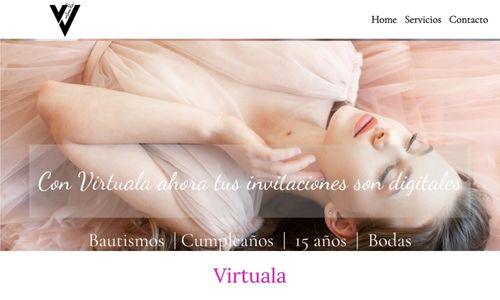 Home Servicios Contacto
Con Virtuala ahora tus invitaciones son digitales
Bautismos | Cumpleaños | 15 años | Bodas
Virtuala